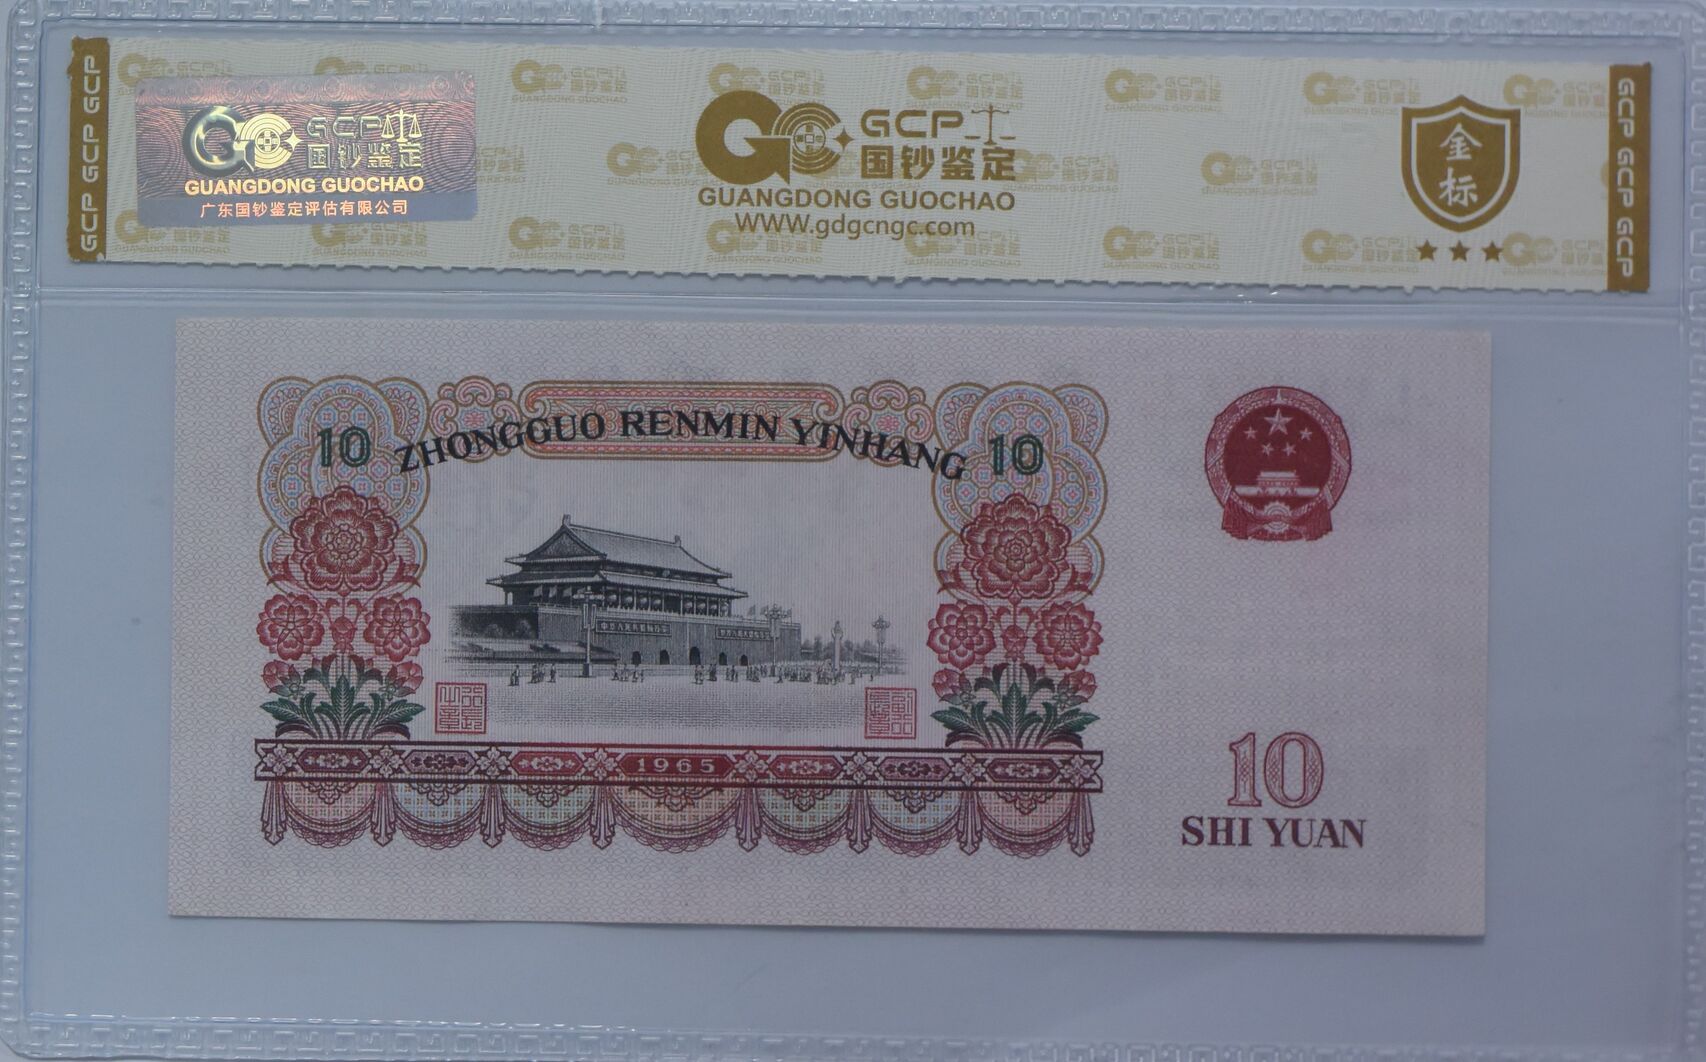 GCP GCP GCP
GCP
国钞鉴定
GUANGDONG GUOCHAO
广东国钞鉴定评估有限公司
GCP
国钞鉴定
GUANGDONG GUOCHAO
WWW.gdgcngc.com
金标
GCP GCP GCP
10 ZHONGGUO RENMIN YINHANG 10
1965
10
SHI YUAN